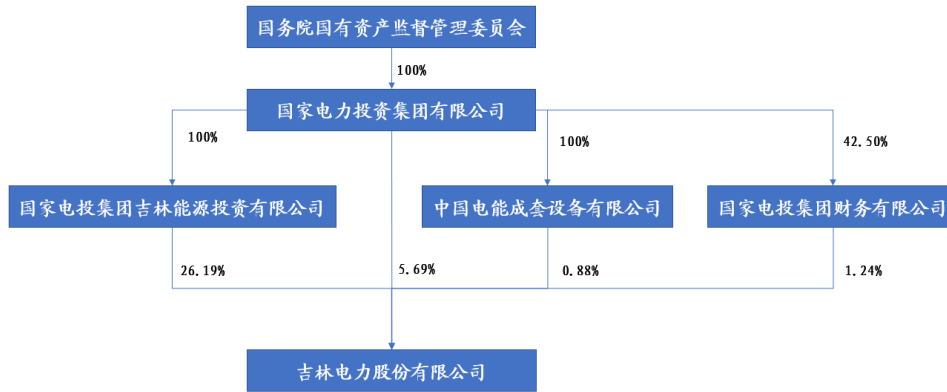 国务院国有资产监督管理委员会
100%
国家电力投资集团有限公司
100%
100%
42.50%
国家电投集团吉林能源投资有限公司
中国电能成套设备有限公司
国家电投集团财务有限公司
26.19%
5.69%
0.88%
1.24%
吉林电力股份有限公司